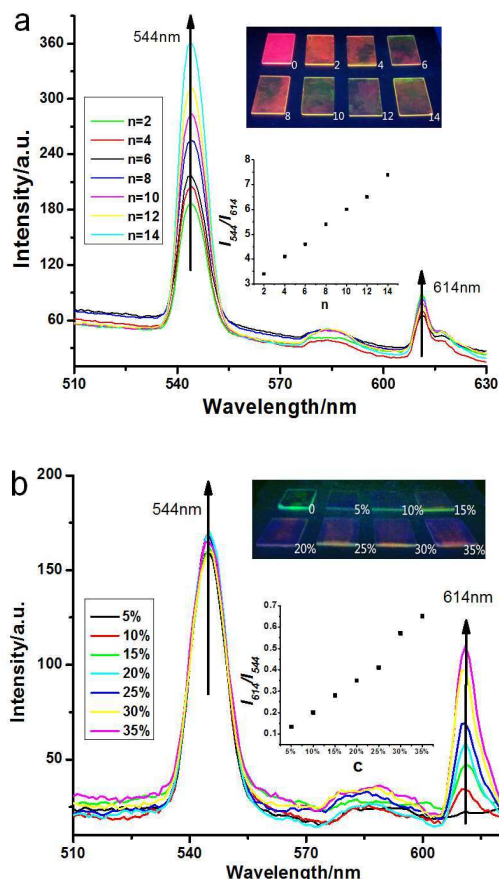 a
544nm
Intensity/a.u.
360
300
240
180
120
60
n=2
n=4
n=6
n=8
n=10
n=12
n=14
0
2
4
6
8
10
12
14
I544/I614
8
7
6
5
4
3
2 4 6 8 10 12 14
n
614nm
510 540 570 600 630
Wavelength/nm
b
544nm
Intensity/a.u.
200
150
100
50
5%
10%
15%
20%
25%
30%
35%
0
5%
10%
15%
20%
25%
30%
35%
I614/I544
0.7
0.6
0.5
0.4
0.3
0.2
0.1
5% 10% 15% 20% 25% 30% 35%
C
614nm
510 540 570 600
Wavelength/nm